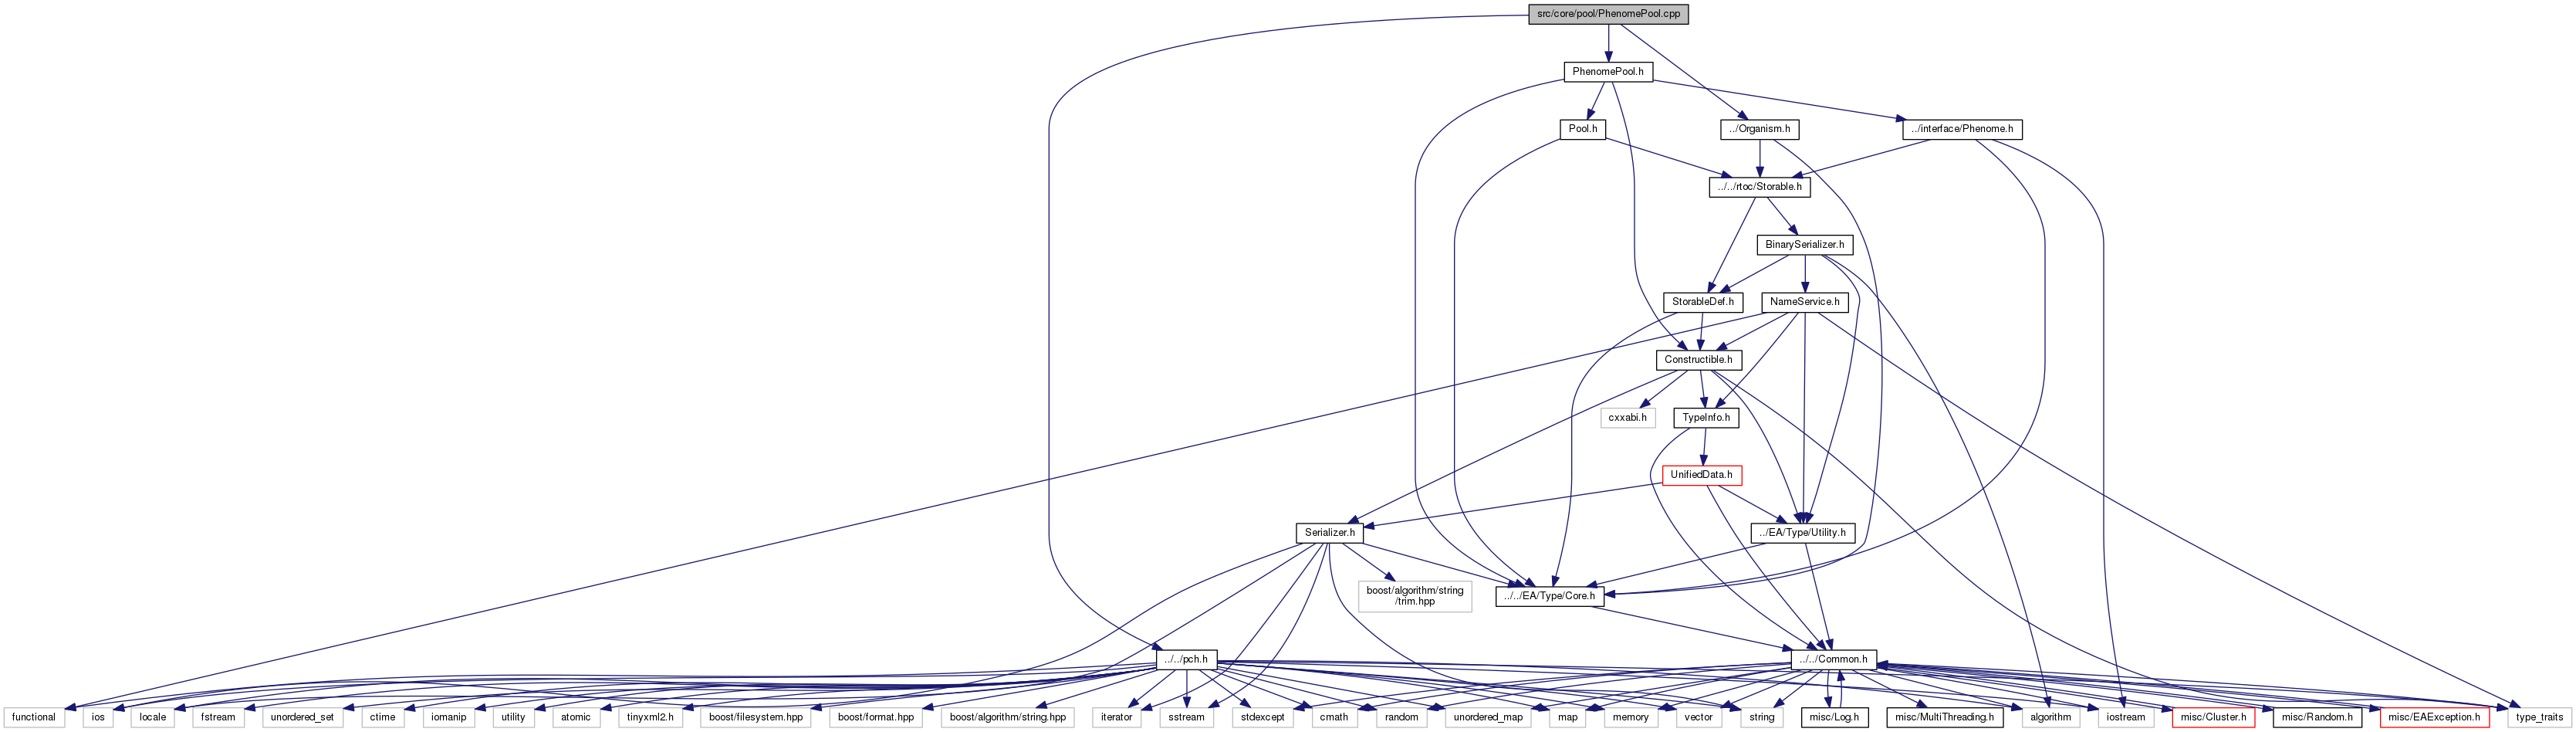 src/core/pool/PhenomePool.cpp
PhenomePool.h
Pool.h
../Organism.h
../interface/Phenome.h
../../rtoc/Storable.h
BinarySerializer.h
StorableDef.h
NameService.h
Constructible.h
cxxabi.h
TypeInfo.h
UnifiedData.h
Serializer.h
../EA/Type/Utility.h
boost/algorithm/string
/trim.hpp
../../EA/Type/Core.h
../../pch.h
../../Common.h
functional
ios
locale
fstream
unordered_set
ctime
iomanip
utility
atomic
tinyxml2.h
boost/filesystem.hpp
boost/format.hpp
boost/algorithm/string.hpp
iterator
sstream
stdexcept
cmath
random
unordered_map
map
memory
vector
string
misc/Log.h
misc/MultiThreading.h
algorithm
iostream
misc/Cluster.h
misc/Random.h
misc/EAException.h
type_traits